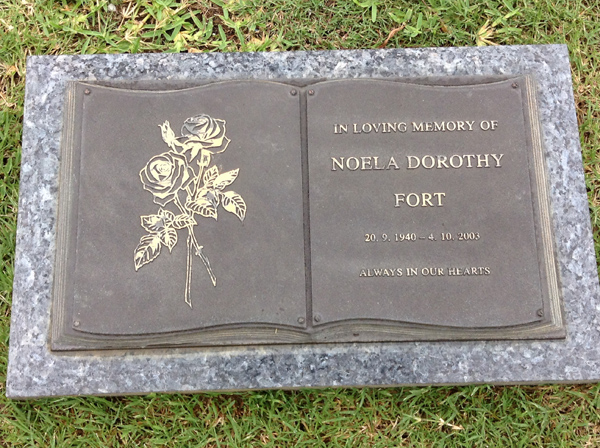 IN LOVING MEMORY OF
NOELA DOROTHY
FORT
20. 9. 1940 – 4. 10. 2003
ALWAYS IN OUR HEARTS